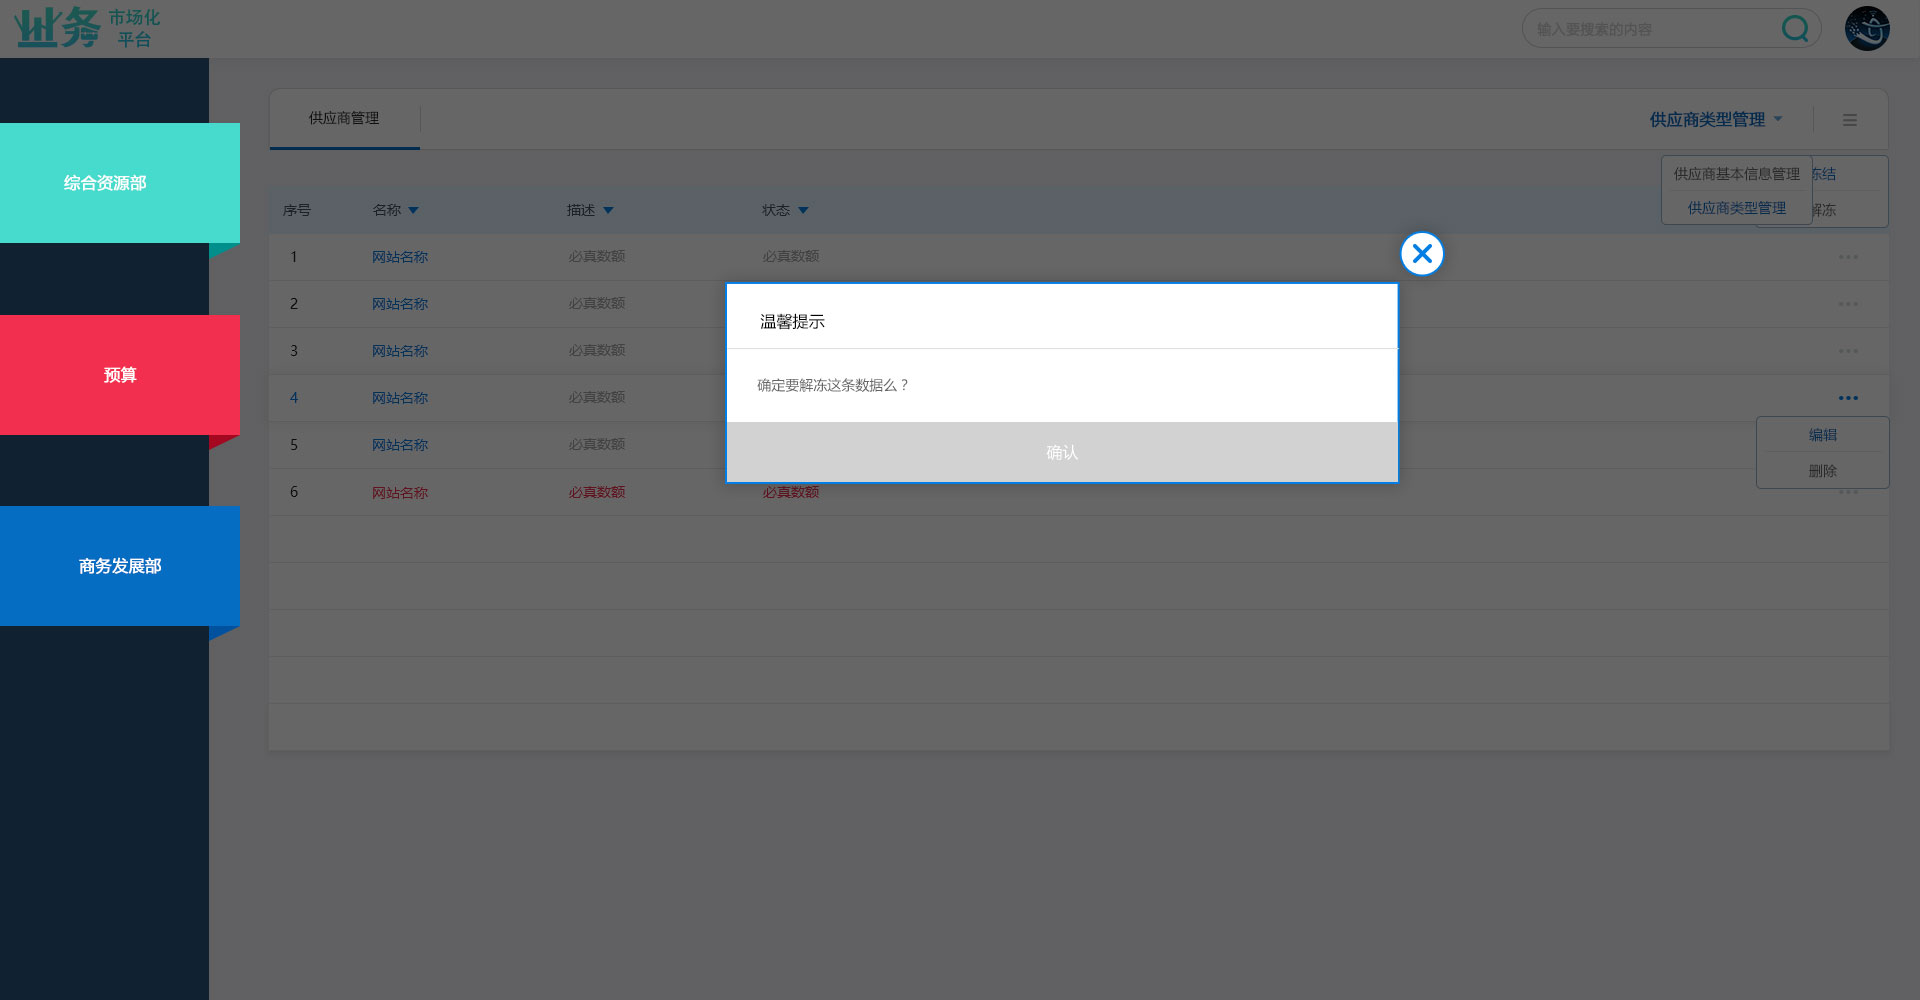 业务 市场化
平台
输入要搜索的内容
供应商管理
供应商类型管理
供应商基本信息管理
冻结
供应商类型管理
解冻
综合资源部
预算
商务发展部
序号 名称 描述 状态
1 网站名称 必真数额 必真数额
2 网站名称 必真数额
3 网站名称 必真数额
4 网站名称 必真数额
5 网站名称 必真数额
6 网站名称 必真数额 必真数额
编辑
删除
温馨提示
确定要解冻这条数据么？
确认